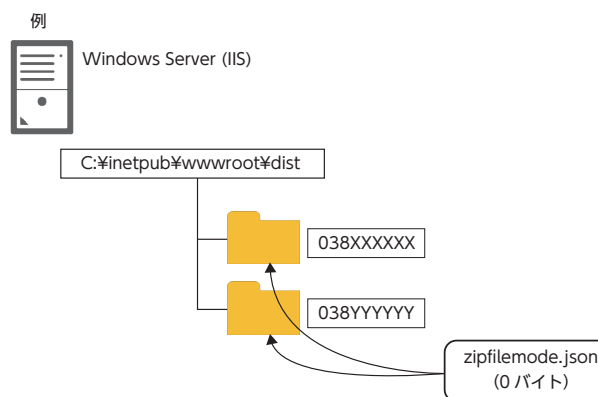 例
Windows Server (IIS)
C:¥inetpub¥wwwroot¥dist
038XXXXXX
038YYYYYY
zipfilemode.json
(0 バイト)